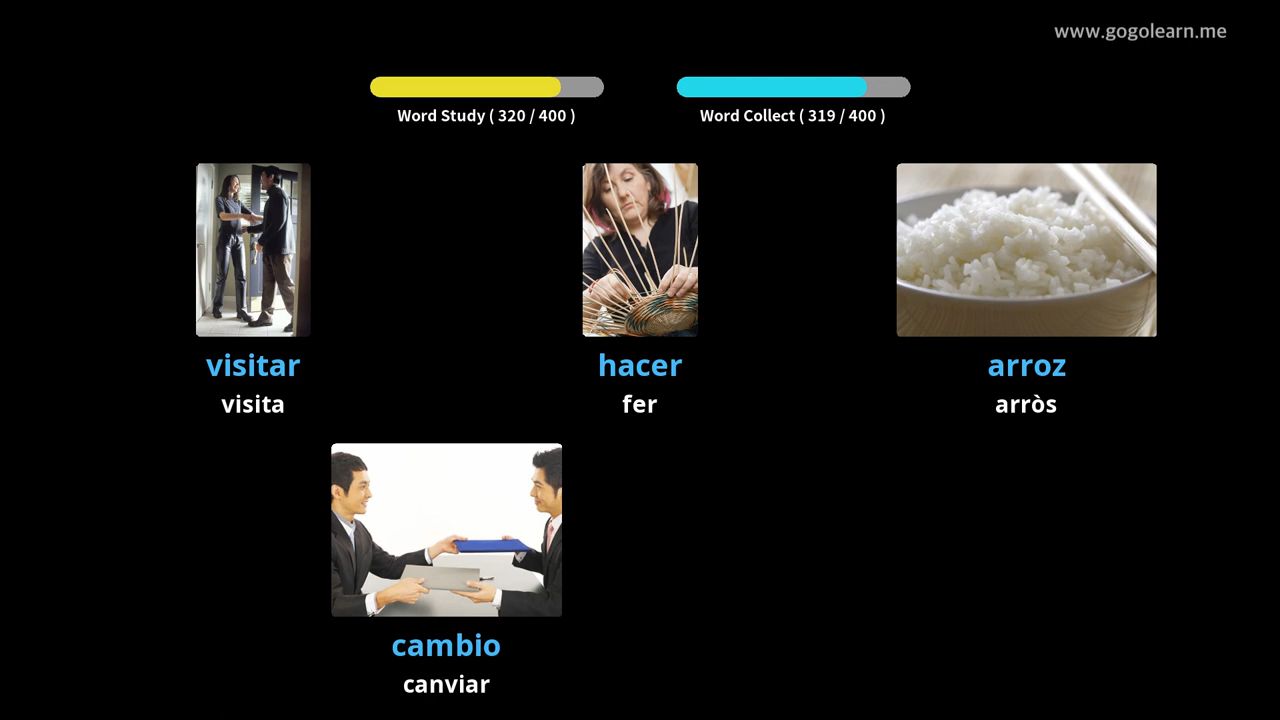 www.gogolearn.me
Word Study ( 320 / 400 )
Word Collect ( 319 / 400 )
visitar
visita
hacer
fer
arroz
arròs
cambio
canviar